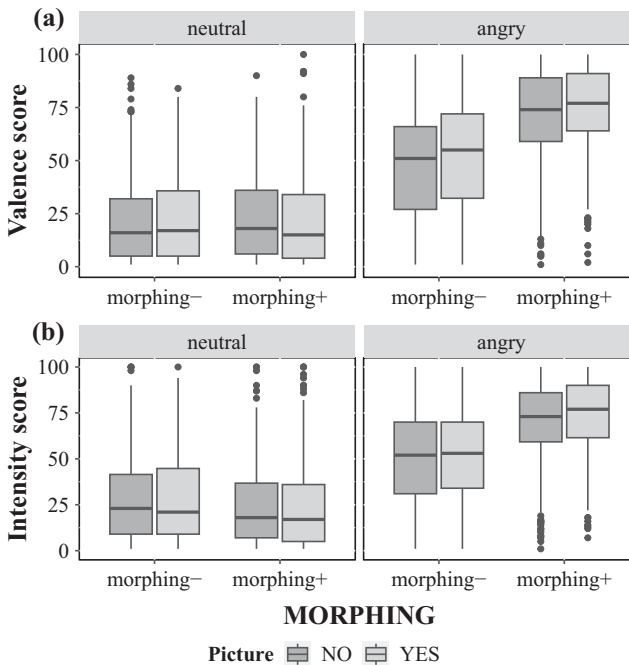 (a)
neutral angry
Valence score
100
75
50
25
0
morping− morphing+ morphing− morphing+
(b)
neutral angry
Intensity score
100
75
50
25
0
morphing− morphing+ morphing− morphing+
MORPHING
Picture NO YES